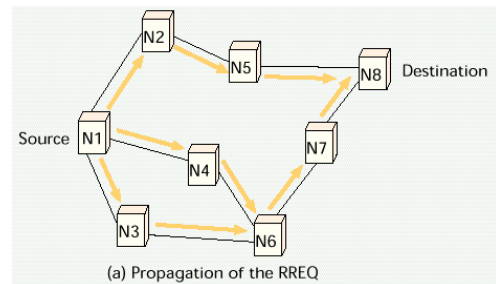 N2
N5
N8
Destination
Source
N1
N4
N7
N3
N6
(a) Propagation of the RREQ